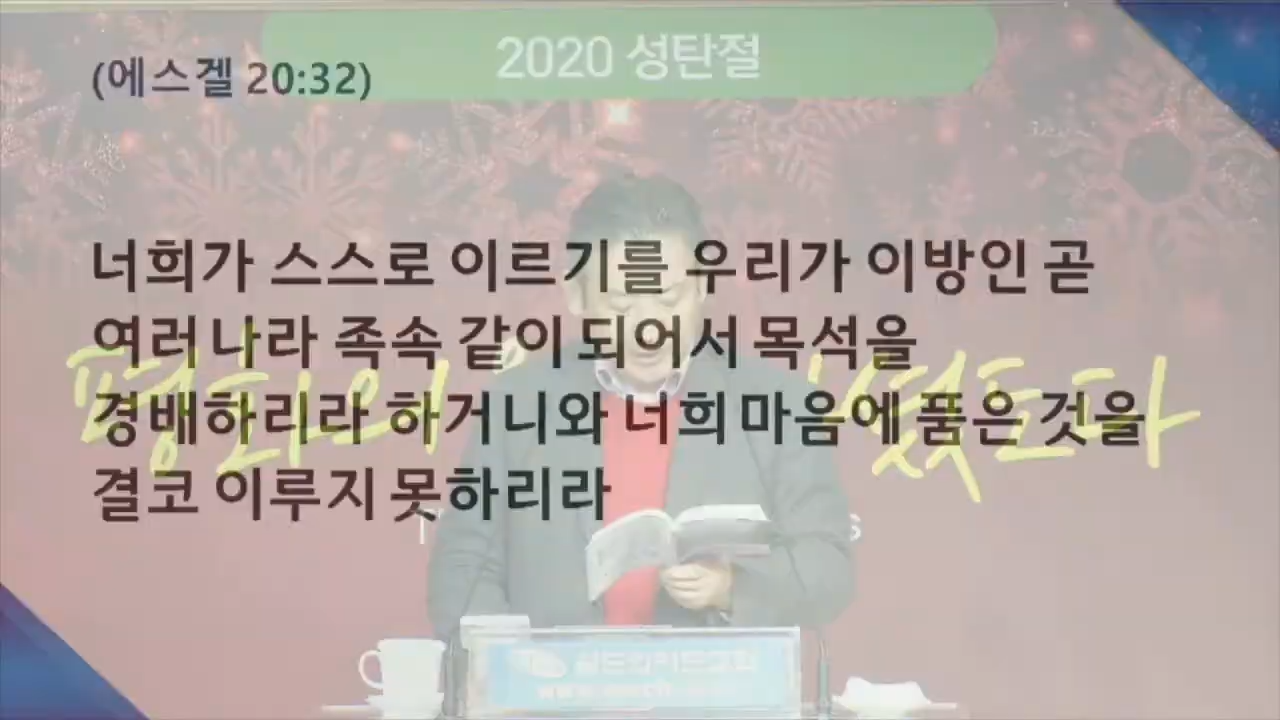 2020 성탄절
(에스겔 20:32)
너희가 스스로 이르기를 우리가 이방인 곧
여러 나라 족속 같이 되어서 목석을
경배하리라 하거니와 너희 마음에 품은 것을
결코 이루지 못하리라
평화의